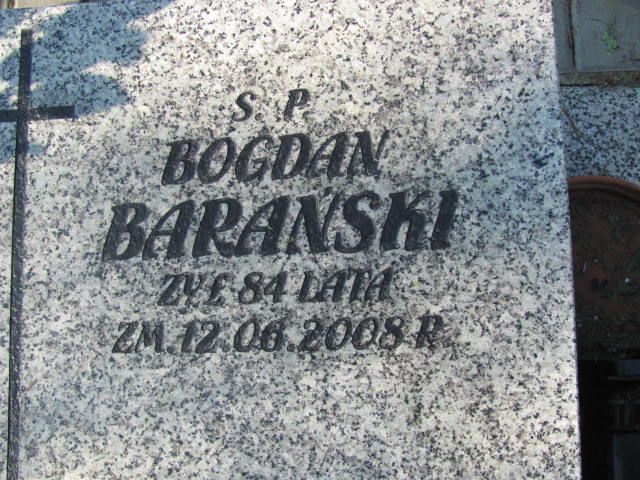 Ś. P.
BOGDAN
BARAŃSKI
ŻYŁ 84 LATA
ZM. 12.06.2008 R.